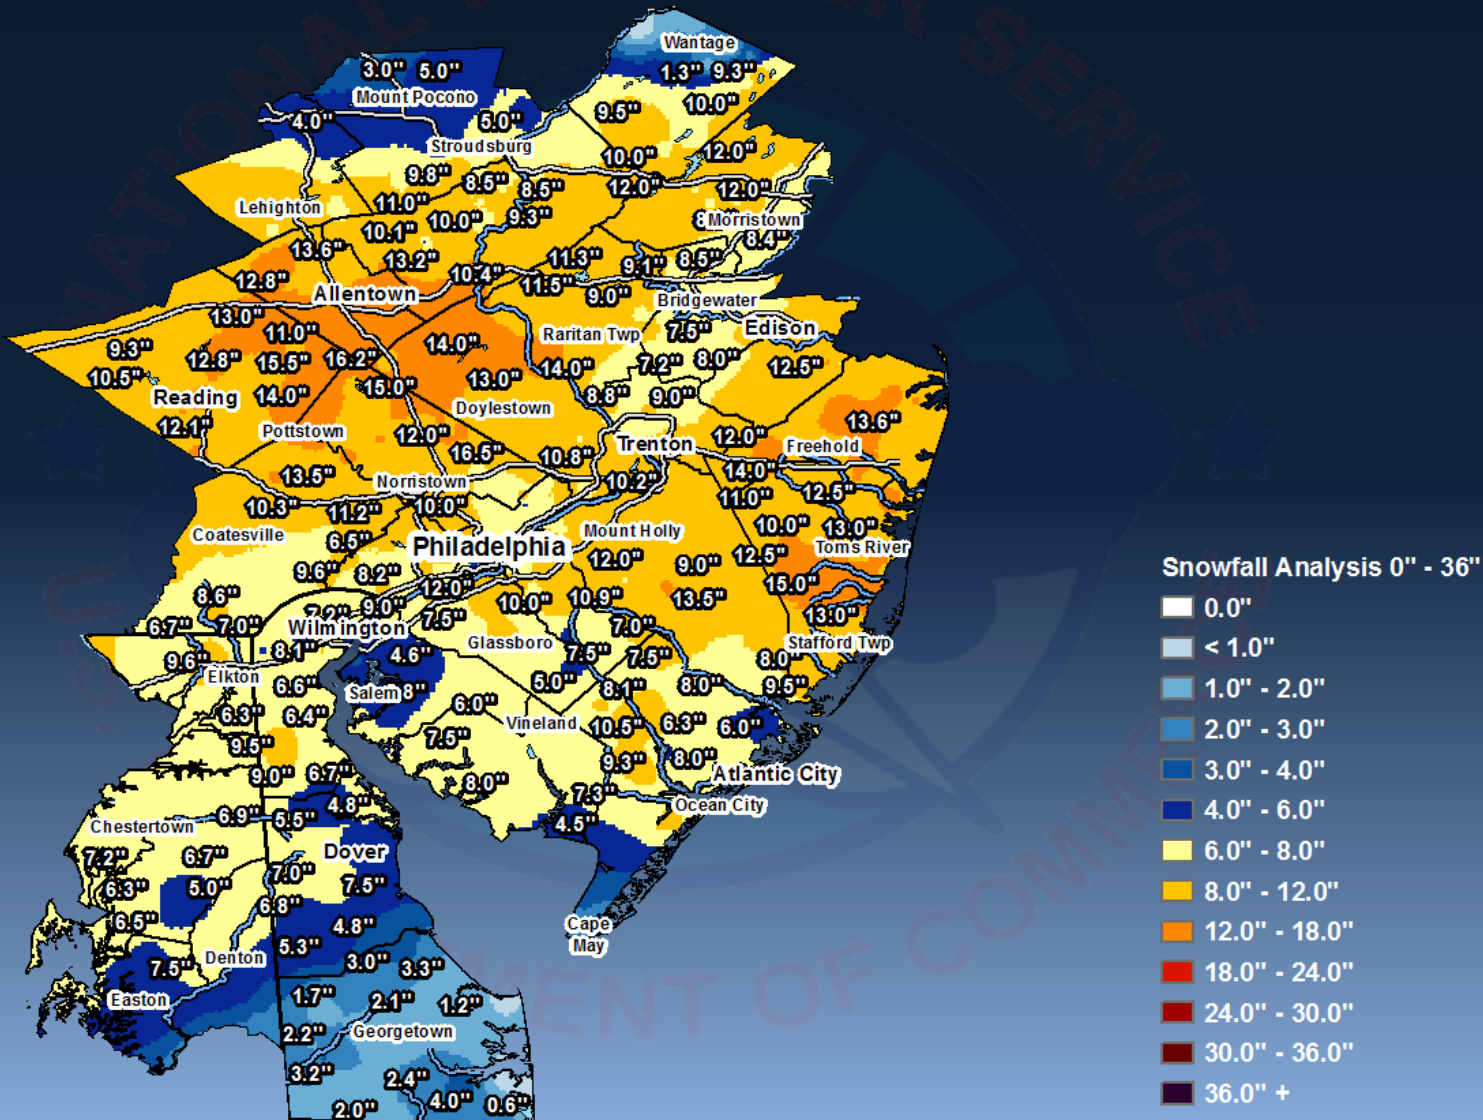 NATIONAL
SERVICE
Wantage
3.0" 5.0"
1.3" 9.3"
Mount Pocono
9.5" 10.0"
4.0" 5.0"
Stroudsburg
10.0" 12.0"
9.8" 8.5" 8.5" 12.0" 12.0"
Lehighton 11.0"
10.0" 9.3" Morristown
10.1" 8.4"
13.6" 13.2" 11.3" 9.1" 8.5"
12.8" 10.4" 11.5"
Allentown 9.0" Bridgewater
13.0" 11.0" Raritan Twp 7.5" Edison
9.3" 12.8" 15.5" 16.2" 14.0" 7.2" 8.0" 12.5"
10.5" 15.0" 13.0" 14.0"
Reading 14.0" Doylestown 8.8" 9.0"
12.1" Pottstown 12.0" 13.6"
16.5" 10.8" Trenton 12.0" Freehold
13.5" Norristown 10.2" 14.0"
10.3" 11.2" 10.0" 11.0" 12.5"
Coatesville 6.5" Philadelphia Mount Holly 10.0" 13.0"
9.6" 8.2" 12.0" 9.0" 12.5" Toms River
8.6" 12.0" 15.0"
7.2" 9.0" 7.5" 10.0" 10.9" 13.5" 13.0"
6.7" 7.0" Wilmington Glassboro 7.0" Stafford Twp
9.6" 8.1" 4.6" 7.5" 7.5" 8.0"
Elkton 6.6" Salem 8" 5.0" 8.1" 8.0" 9.5"
6.3" 6.4" 6.0" Vineland 10.5" 6.3" 6.0"
9.5" 7.5" 9.3" 8.0"
9.0" 6.7" 8.0" 7.3" Atlantic City
6.9" 5.5" 4.8" 4.5" Ocean City
Chestertown
7.2" 6.7" Dover
6.3" 5.0" 7.0" 7.5"
6.5" 6.8" 4.8" Cape
5.3" May
7.5" Denton 3.0" 3.3"
Easton 1.7" 2.1" 1.2"
2.2" Georgetown
3.2" 2.4"
2.0" 4.0" 0.6"
MENT OF COMMERCE
Snowfall Analysis 0" - 36"
0.0"
< 1.0"
1.0" - 2.0"
2.0" - 3.0"
3.0" - 4.0"
4.0" - 6.0"
6.0" - 8.0"
8.0" - 12.0"
12.0" - 18.0"
18.0" - 24.0"
24.0" - 30.0"
30.0" - 36.0"
36.0" +